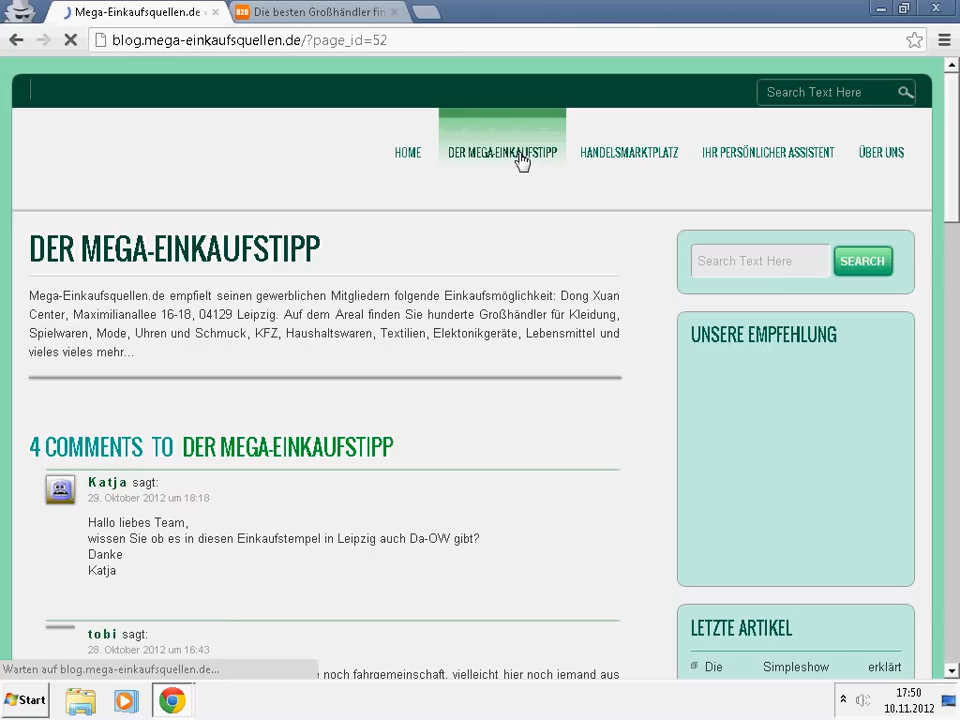 Mega-Einkaufsquellen.de
Die besten Großhändler fin
blog.mega-einkaufsquellen.de/?page_id=52
Search Text Here
HOME
DER MEGA-EINKAUFSTIPP
HANDELSMARKTPLATZ
IHR PERSÖNLICHER ASSISTENT
ÜBER UNS
DER MEGA-EINKAUFSTIPP
Mega-Einkaufsquellen.de empfielt seinen gewerblichen Mitgliedern folgende Einkaufsmöglichkeit: Dong Xuan
Center, Maximilianallee 16-18, 04129 Leipzig. Auf dem Areal finden Sie hunderte Großhändler für Kleidung,
Spielwaren, Mode, Uhren und Schmuck, KFZ, Haushaltswaren, Textilien, Elektonikgeräte, Lebensmittel und
vieles vieles mehr...
Search Text Here
SEARCH
UNSERE EMPFEHLUNG
4 COMMENTS TO DER MEGA-EINKAUFSTIPP
Katja sagt:
29. Oktober 2012 um 18:18
Hallo liebes Team,
wissen Sie ob es in diesen Einkaufstempel in Leipzig auch Da-OW gibt?
Danke
Katja
tobi sagt:
28. Oktober 2012 um 16:43
noch fahrgemeinschaft. vielleicht hier noch jemand aus
LETZTE ARTIKEL
Die Simpleshow erklärt
Warten auf blog.mega-einkaufsquellen.de...
Start
17:50
10.11.2012